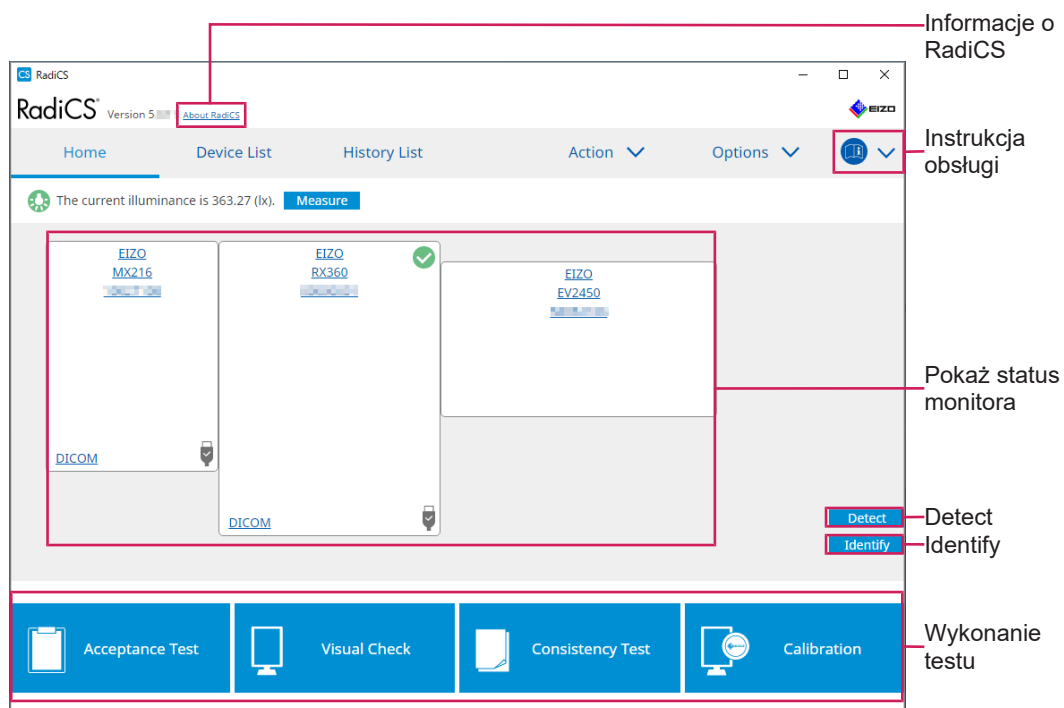 Informacje o
RadiCS
RadiCS
RadiCS Version 5. About RadiCS
EIZO
Home Device List History List Action Options
Instrukcja
obsługi
The current illuminance is 363.27 (lx). Measure
EIZO
MX216
DICOM
EIZO
RX360
DICOM
EIZO
EV2450
Pokaż status
monitora
Detect
Detect
Identify
Identify
Acceptance Test Visual Check Consistency Test Calibration
Wykonanie
testu